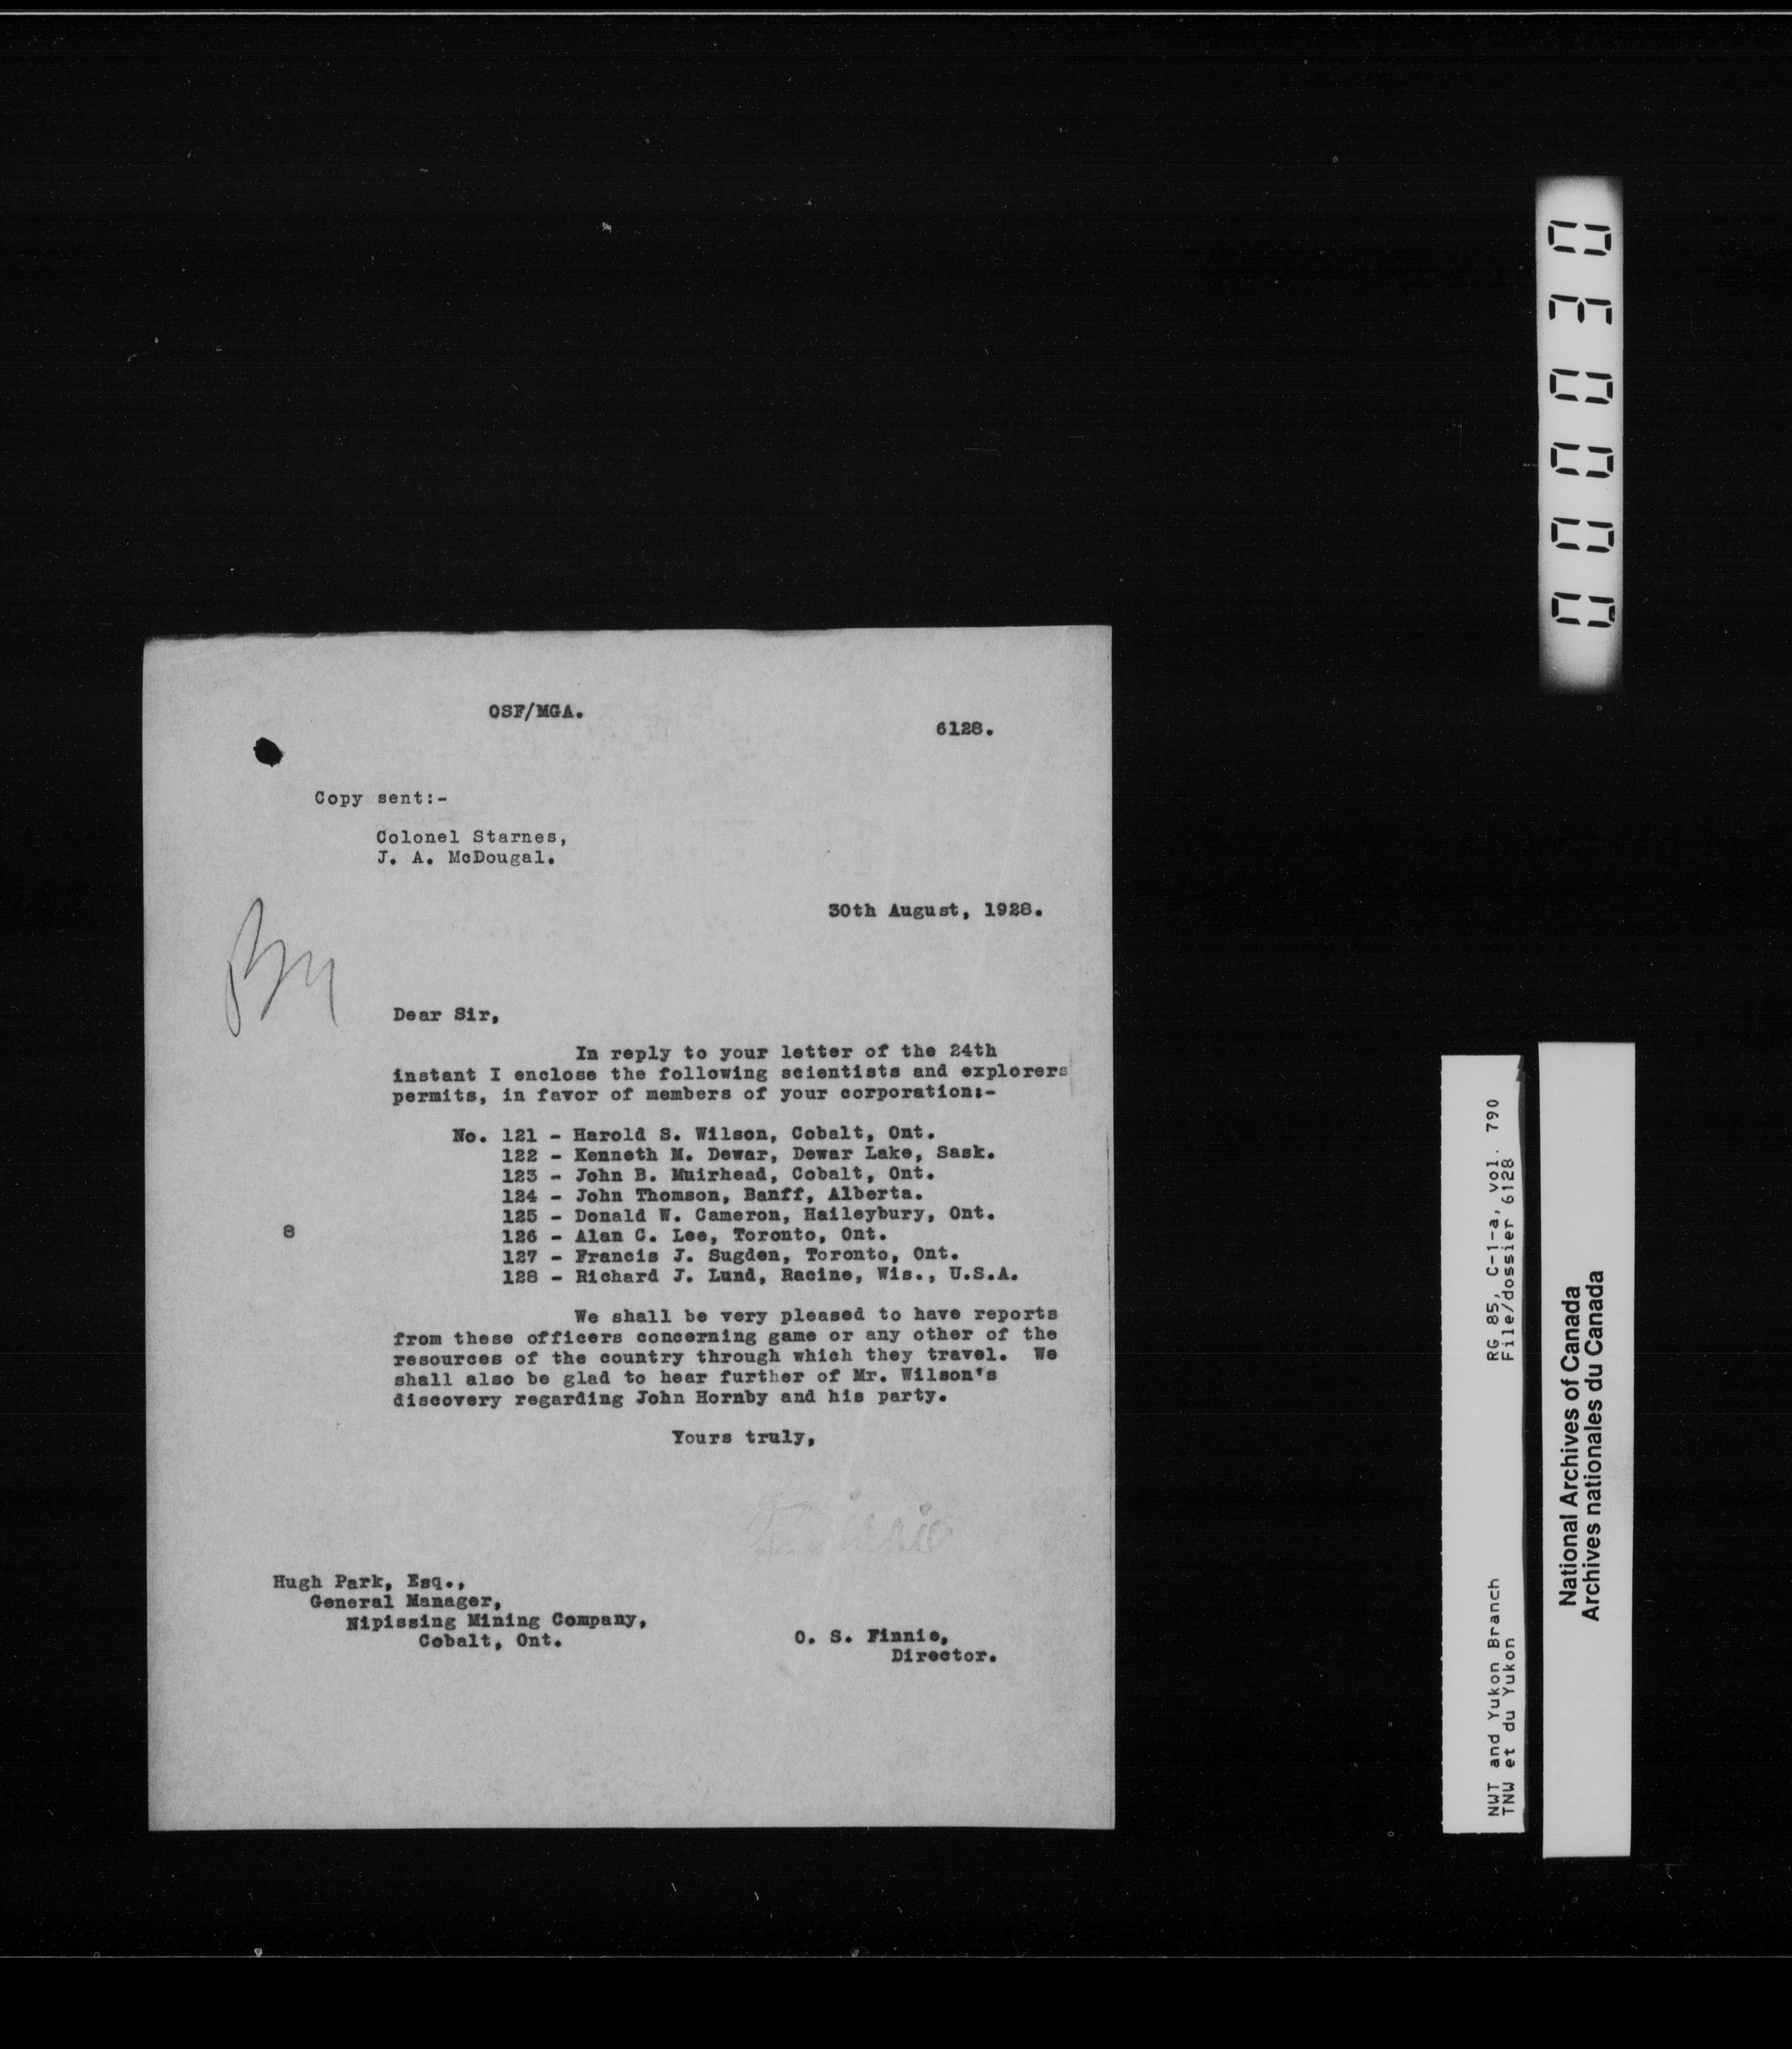 OSF/MGA.
6128.
Copy sent:-
Colonel Starnes,
J. A. McDougal.
30th August, 1928.
Dear Sir,
In reply to your letter of the 24th
instant I enclose the following scientists and explorers
permits, in favor of members of your corporation:-
No. 121 - Harold S. Wilson, Cobalt, Ont.
122 - Kenneth M. Dewar, Dewar Lake, Sask.
123 - John B. Muirhead, Cobalt, Ont.
124 - John Thomson, Banff, Alberta.
125 - Donald W. Cameron, Haileybury, Ont.
8
126 - Alan C. Lee, Toronto, Ont.
127 - Francis J. Sugden, Toronto, Ont.
128 - Richard J. Lund, Racine, Wis., U.S.A.
We shall be very pleased to have reports
from these officers concerning game or any other of the
resources of the country through which they travel. We
shall also be glad to hear further of Mr. Wilson's
discovery regarding John Hornby and his party.
Yours truly,
Hugh Park, Esq.,
General Manager,
Nipissing Mining Company,
Cobalt, Ont.
O. S. Finnie,
Director.
000030
NWT and Yukon Branch RG 85, C-1-a, vol. 790
TNW et du Yukon File/dossier 6128
National Archives of Canada
Archives nationales du Canada